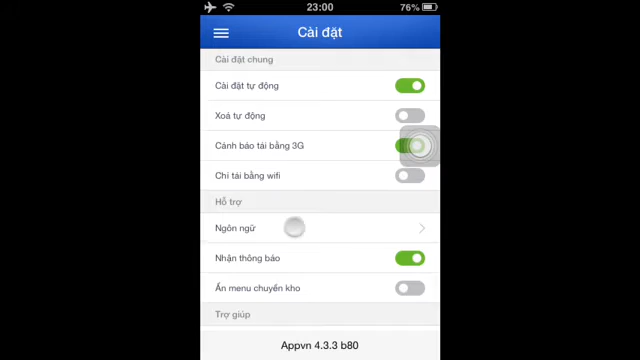 23:00
76%
Cài đặt
Cài đặt chung
Cài đặt tự động
Xoá tự động
Cảnh báo tải bằng 3G
Chỉ tải bằng wifi
Hỗ trợ
Ngôn ngữ
Nhận thông báo
Ẩn menu chuyển kho
Trợ giúp
Appvn 4.3.3 b80